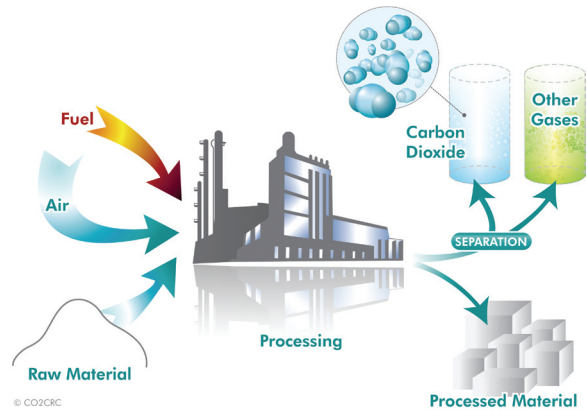 Fuel
Air
Raw Material
Processing
Carbon
Dioxide
Other
Gases
SEPARATION
Processed Material
© CO2CRC